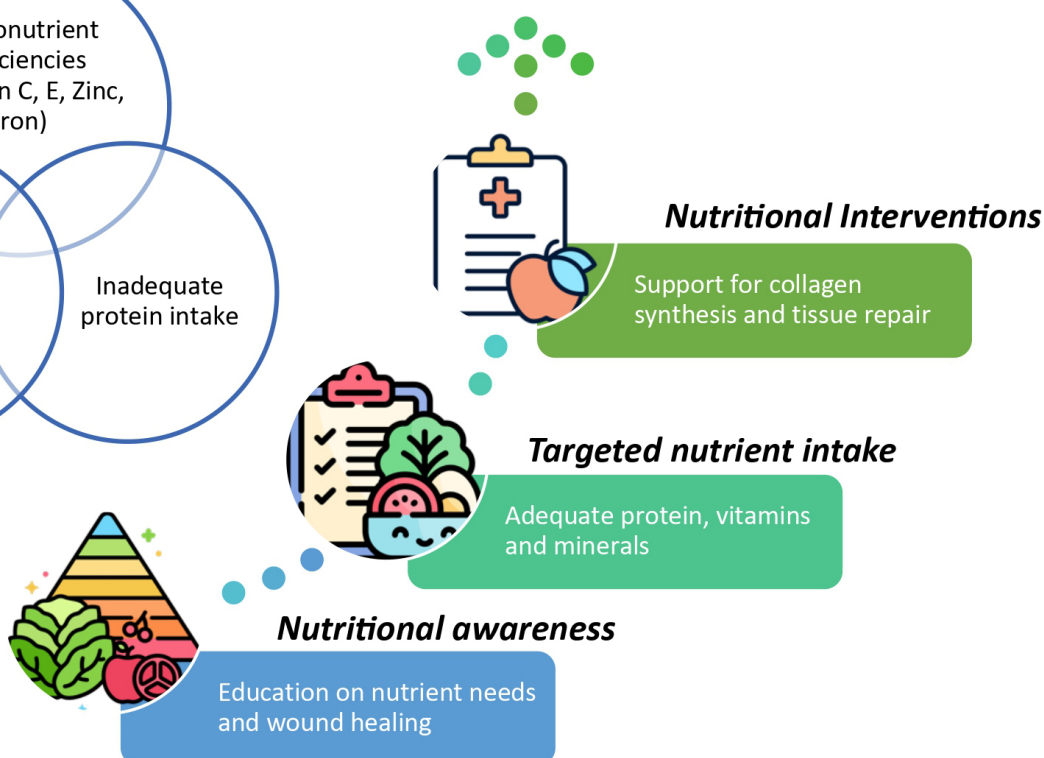 onutrient
ciencies
n C, E, Zinc,
ron)
Inadequate
protein intake
Nutritional Interventions
Support for collagen
synthesis and tissue repair
Targeted nutrient intake
Adequate protein, vitamins
and minerals
Nutritional awareness
Education on nutrient needs
and wound healing